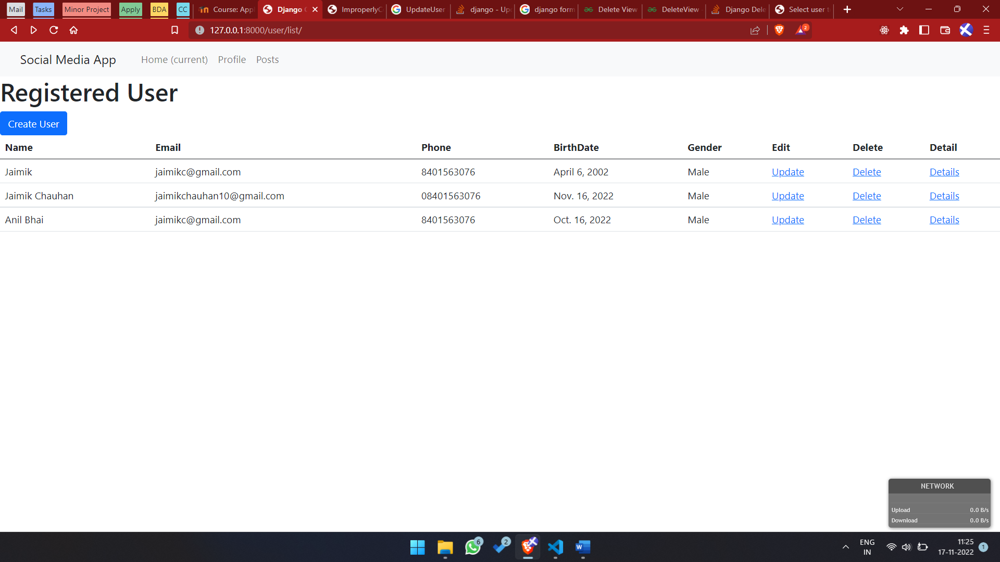 Mail Tasks Minor Project Apply BDA CC Course: App Django ImproperlyC UpdateUser django - Up django form Delete View DeleteView Django Dele Select user t
127.0.0.1:8000/user/list/ 2
Social Media App Home (current) Profile Posts
Registered User
Create User
Name Email Phone BirthDate Gender Edit Delete Detail
Jaimik jaimikc@gmail.com 8401563076 April 6, 2002 Male Update Delete Details
Jaimik Chauhan jaimikchauhan10@gmail.com 08401563076 Nov. 16, 2022 Male Update Delete Details
Anil Bhai jaimikc@gmail.com 8401563076 Oct. 16, 2022 Male Update Delete Details
NETWORK
Upload 0.0 B/s
Download 0.0 B/s
6 2 ENG 11:25
IN 17-11-2022 1